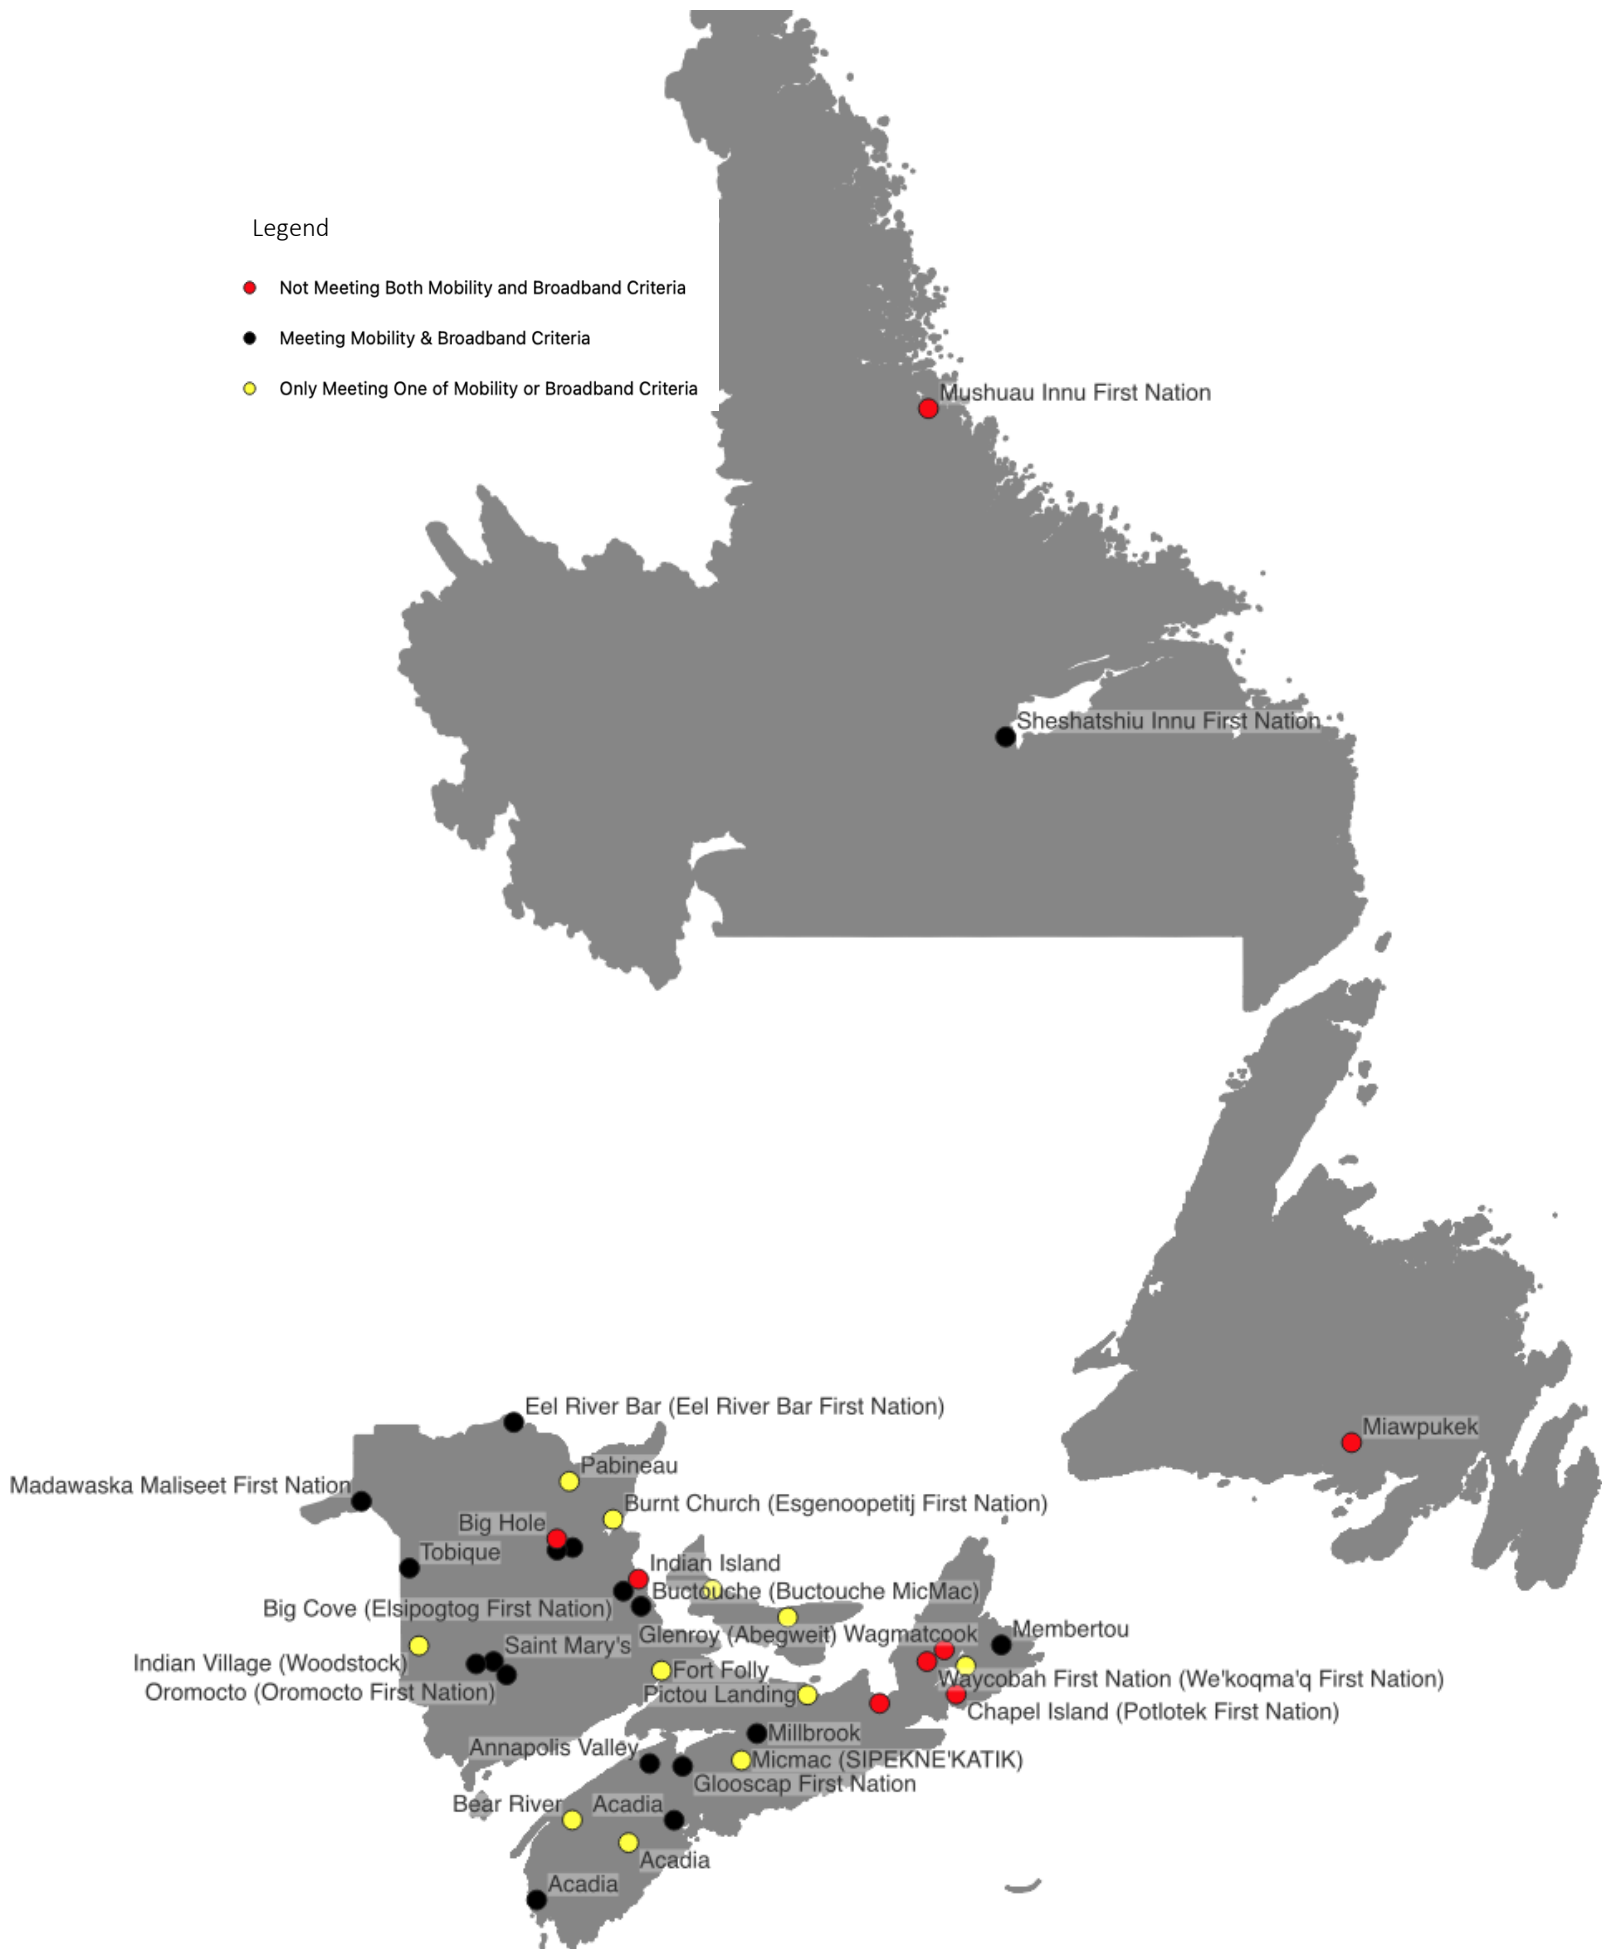 Legend
Not Meeting Both Mobility and Broadband Criteria
Meeting Mobility & Broadband Criteria
Only Meeting One of Mobility or Broadband Criteria
Mushuau Innu First Nation
Sheshatshiu Innu First Nation
Eel River Bar (Eel River Bar First Nation)
Miawpukek
Pabineau
Madawaska Maliseet First Nation
Burnt Church (Esgenoopetitj First Nation)
Big Hole
Tobique
Indian Island
Buctouche (Buctouche MicMac)
Big Cove (Elsipogtog First Nation)
Membertou
Glenroy (Abegweit)
Wagmatcook
Saint Mary's
Indian Village (Woodstock)
Fort Folly
Waycobah First Nation (We'koqma'q First Nation)
Oromocto (Oromocto First Nation)
Pictou Landing
Chapel Island (Potlotek First Nation)
Millbrook
Annapolis Valley
Micmac (SIPEKNE'KATIK)
Glooscap First Nation
Bear River
Acadia
Acadia
Acadia